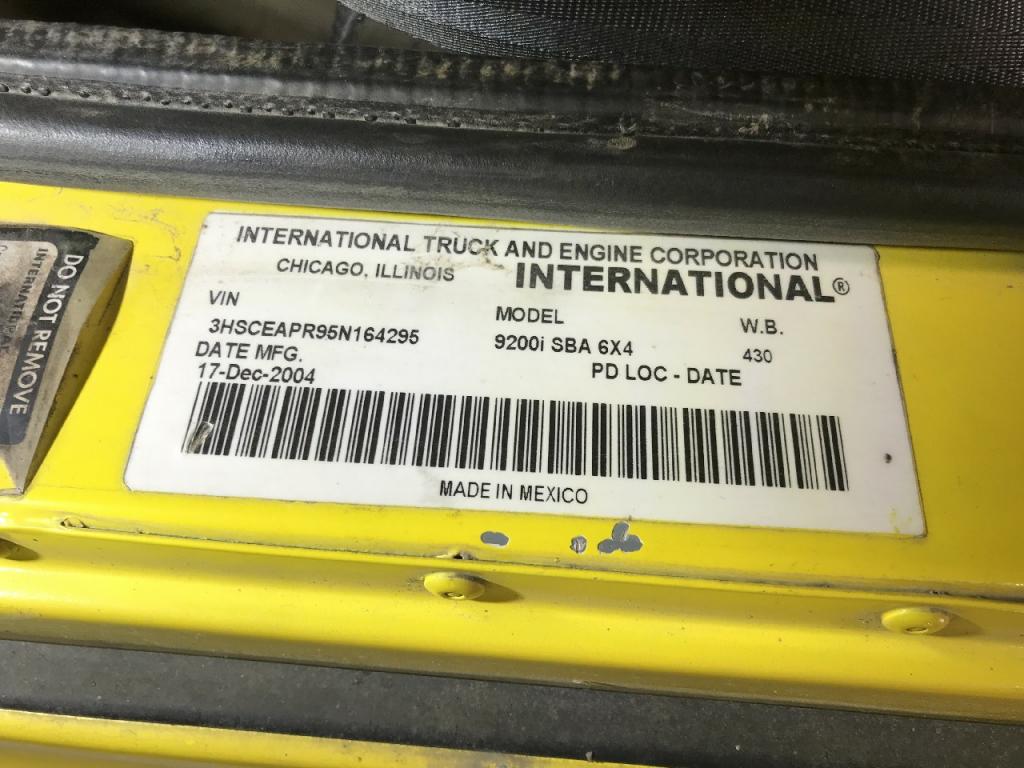 INTERNATIONAL TRUCK AND ENGINE CORPORATION
CHICAGO, ILLINOIS INTERNATIONAL®
VIN MODEL W.B.
3HSCEAPR95N164295 9200i SBA 6X4 430
DATE MFG. PD LOC - DATE
17-Dec-2004
MADE IN MEXICO
DO NOT REMOVE